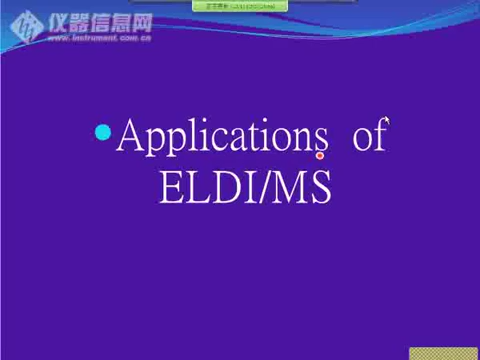 仪器信息网
www.instrument.com.cn
Applications of
ELDI/MS